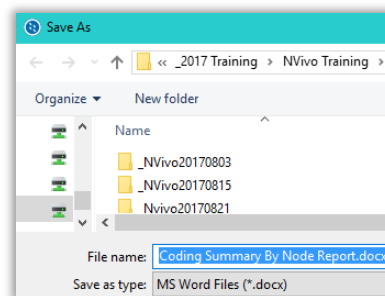 Save As
« _2017 Training > NVivo Training >
Organize New folder
Name
_NVivo20170803
_NVivo20170815
Nvivo20170821
File name: Coding Summary By Node Report.docx
Save as type: MS Word Files (*.docx)